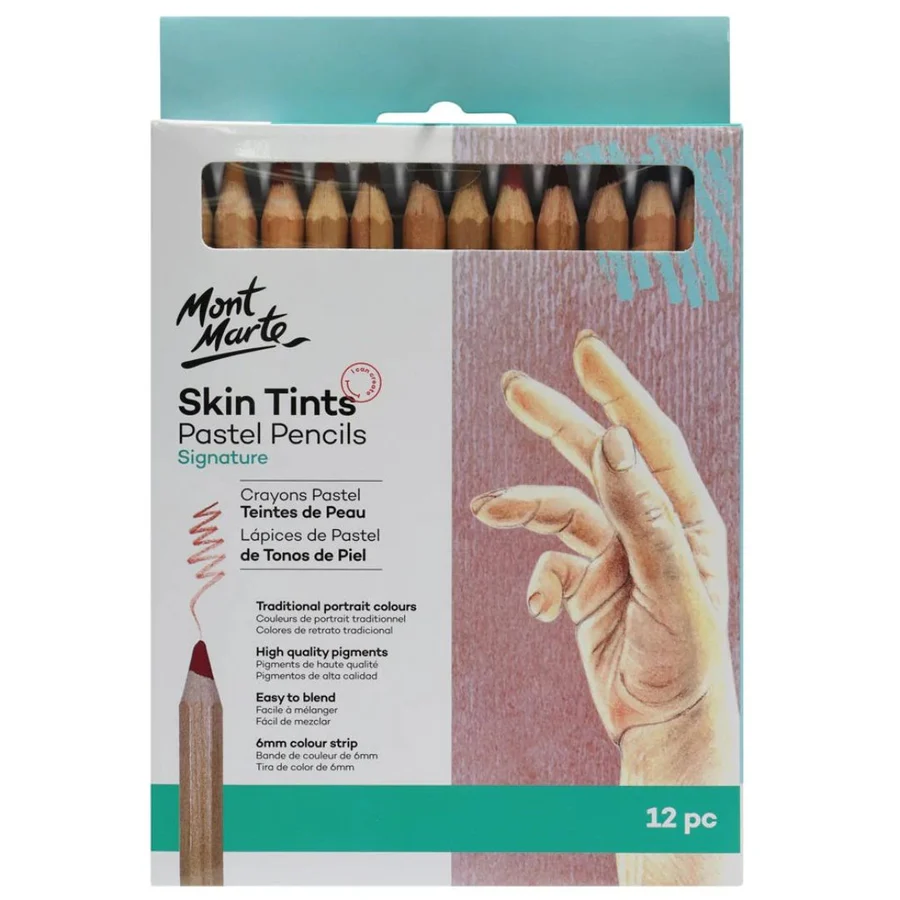 Mont
Marte
I can create
Skin Tints
Pastel Pencils
Signature
Crayons Pastel
Teintes de Peau
Lápices de Pastel
de Tonos de Piel
Traditional portrait colours
Couleurs de portrait traditionnel
Colores de retrato tradicional
High quality pigments
Pigments de haute qualité
Pigmentos de alta calidad
Easy to blend
Facile à mélanger
Fácil de mezclar
6mm colour strip
Bande de couleur de 6mm
Tira de color de 6mm
12 pc